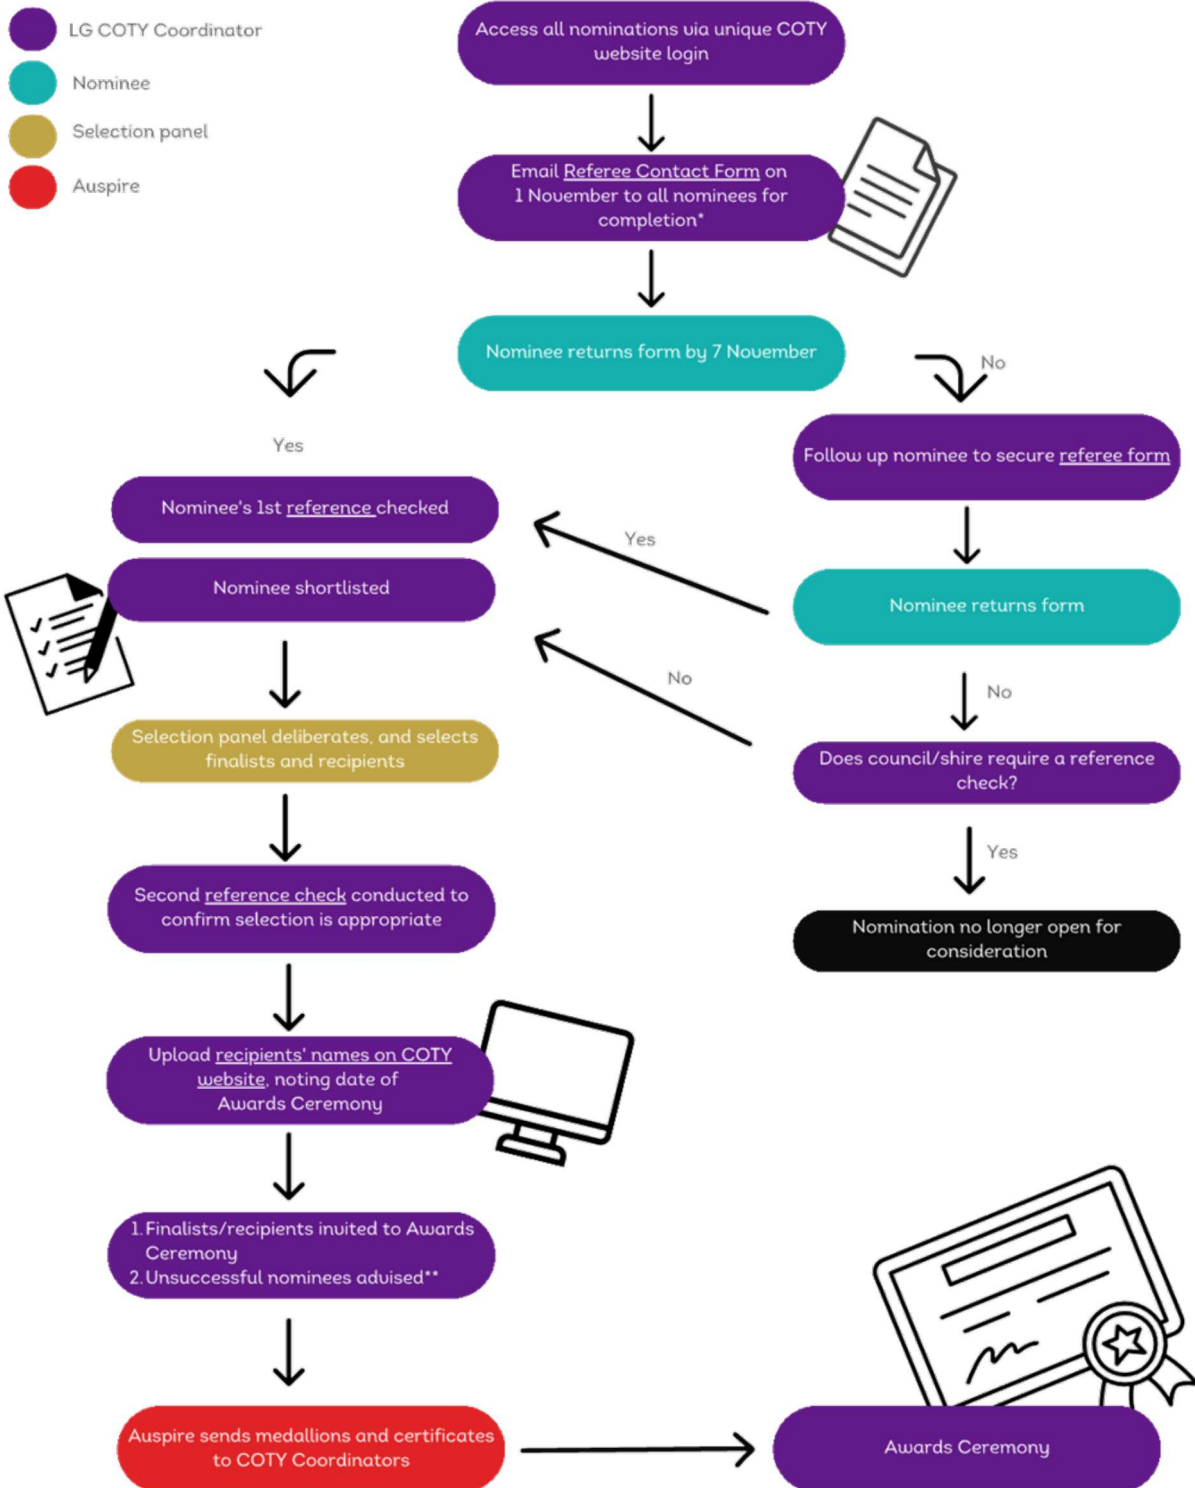 LG COTY Coordinator
Nominee
Selection panel
Auspire
Access all nominations via unique COTY
website login
Email Referee Contact Form on
1 November to all nominees for
completion*
Nominee returns form by 7 November
No
Yes
Follow up nominee to secure referee form
Nominee's 1st reference checked
Yes
Nominee shortlisted
Nominee returns form
No
No
Selection panel deliberates, and selects
finalists and recipients
Does council/shire require a reference
check?
Yes
Second reference check conducted to
confirm selection is appropriate
Nomination no longer open for
consideration
Upload recipients' names on COTY
website, noting date of
Awards Ceremony
1. Finalists/recipients invited to Awards
Ceremony
2. Unsuccessful nominees advised**
Auspire sends medallions and certificates
to COTY Coordinators
Awards Ceremony